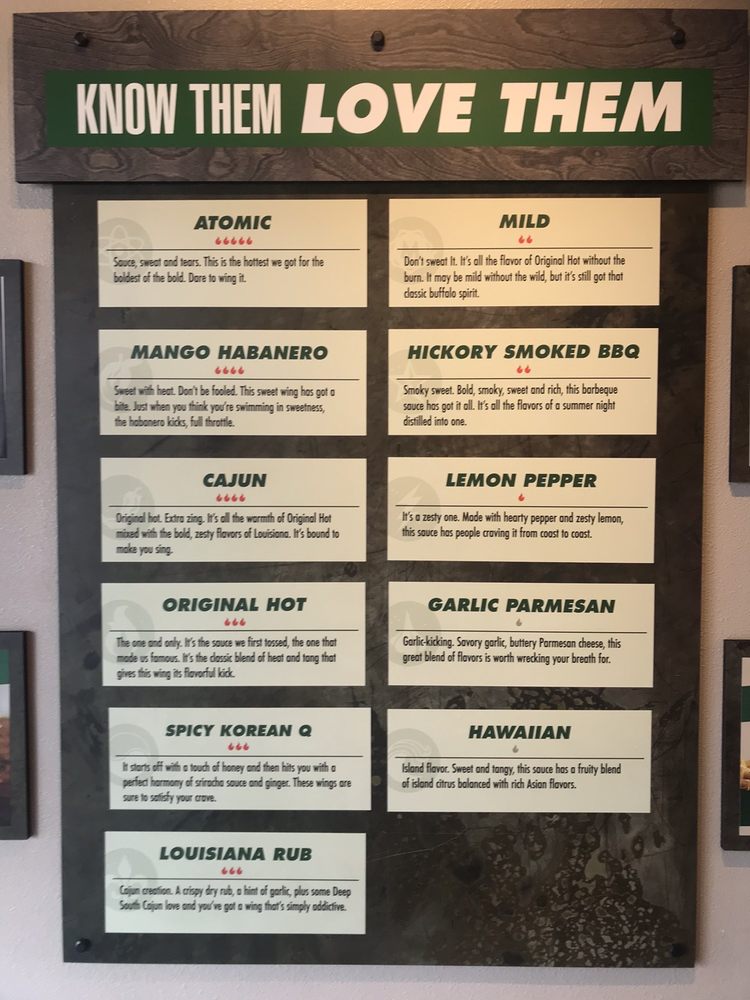 KNOW THEM LOVE THEM
ATOMIC
Sauce, sweat and tears. This is the hottest we got for the
boldest of the bold. Dare to wing it.
MANGO HABANERO
Sweet with heat. Don't be fooled. This sweet wing has got a
bite. Just when you think you're swimming in sweetness,
the habanero kicks, full throttle.
CAJUN
Original hot. Extra zing. It's all the warmth of Original Hot
mixed with the bold, zesty flavors of Louisiana. It's bound to
make you sing.
ORIGINAL HOT
The one and only. It's the sauce we first tossed, the one that
made us famous. It's the classic blend of heat and tang that
gives this wing its flavorful kick.
SPICY KOREAN Q
It starts off with a touch of honey and then hits you with a
perfect harmony of sriracha sauce and ginger. These wings are
sure to satisfy your crave.
LOUISIANA RUB
Cajun creation. A crispy dry rub, a hint of garlic, plus some Deep
South Cajun love and you've got a wing that's simply addictive.
MILD
Don't sweat It. It's all the flavor of Original Hot without the
burn. It may be mild without the wild, but it's still got that
classic buffalo spirit.
HICKORY SMOKED BBQ
Smoky sweet. Bold, smoky, sweet and rich, this barbeque
sauce has got it all. It's all the flavors of a summer night
distilled into one.
LEMON PEPPER
It's a zesty one. Made with hearty pepper and zesty lemon,
this sauce has people craving it from coast to coast.
GARLIC PARMESAN
Garlic-kicking. Savory garlic, buttery Parmesan cheese, this
great blend of flavors is worth wrecking your breath for.
HAWAIIAN
Island flavor. Sweet and tangy, this sauce has a fruity blend
of island citrus balanced with rich Asian flavors.